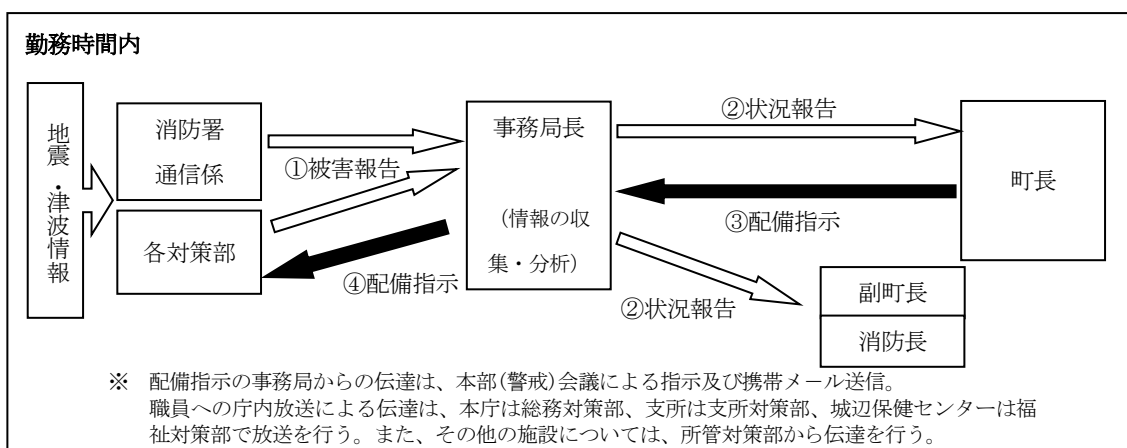 勤務時間内
地震・津波情報
消防署
通信係
各対策部
①被害報告
④配備指示
事務局長
(情報の収
集・分析)
②状況報告
③配備指示
②状況報告
町長
副町長
消防長
※ 配備指示の事務局からの伝達は、本部(警戒)会議による指示及び携帯メール送信。
職員への庁内放送による伝達は、本庁は総務対策部、支所は支所対策部、城辺保健センターは福
祉対策部で放送を行う。また、その他の施設については、所管対策部から伝達を行う。